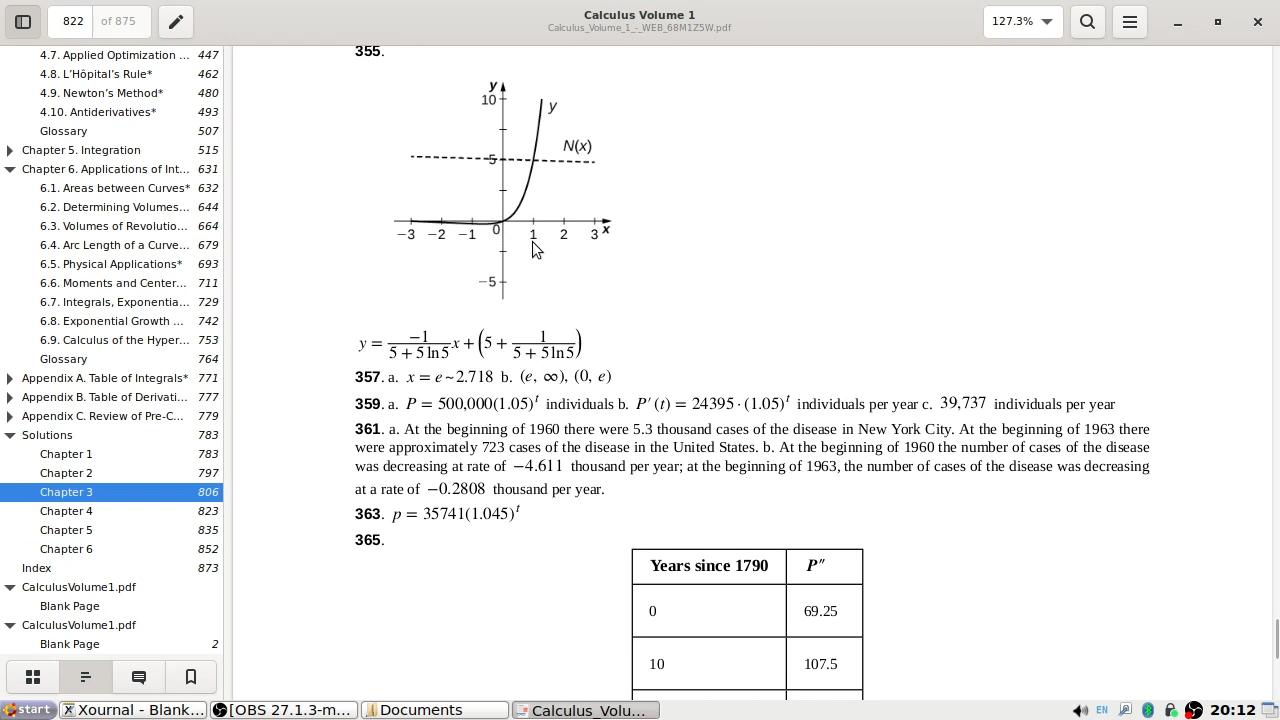 822 of 875
Calculus Volume 1
Calculus_Volume_1_-_WEB_68M1Z5W.pdf
127.3%
4.7. Applied Optimization ... 447
4.8. L'Hôpital's Rule* 462
4.9. Newton's Method* 480
4.10. Antiderivatives* 493
Glossary 507
Chapter 5. Integration 515
Chapter 6. Applications of Int... 631
6.1. Areas between Curves* 632
6.2. Determining Volumes... 644
6.3. Volumes of Revolutio... 664
6.4. Arc Length of a Curve... 679
6.5. Physical Applications* 693
6.6. Moments and Center... 711
6.7. Integrals, Exponentia... 729
6.8. Exponential Growth ... 742
6.9. Calculus of the Hyper... 753
Glossary 764
Appendix A. Table of Integrals* 771
Appendix B. Table of Derivati... 777
Appendix C. Review of Pre-C... 779
Solutions 783
Chapter 1 783
Chapter 2 797
Chapter 3 806
Chapter 4 823
Chapter 5 835
Chapter 6 852
Index 873
CalculusVolume1.pdf
Blank Page
CalculusVolume1.pdf
Blank Page 2
355.
y
10
y
N(x)
5
0
−3 −2 −1 1 2 3 x
−5
y = −1/(5 + 5 ln 5) x + (5 + 1/(5 + 5 ln 5))
357. a. x = e ~ 2.718 b. (e, ∞), (0, e)
359. a. P = 500,000(1.05)^t individuals b. P′(t) = 24395 · (1.05)^t individuals per year c. 39,737 individuals per year
361. a. At the beginning of 1960 there were 5.3 thousand cases of the disease in New York City. At the beginning of 1963 there
were approximately 723 cases of the disease in the United States. b. At the beginning of 1960 the number of cases of the disease
was decreasing at rate of −4.611 thousand per year; at the beginning of 1963, the number of cases of the disease was decreasing
at a rate of −0.2808 thousand per year.
363. p = 35741(1.045)^t
365.
Years since 1790 P″
0 69.25
10 107.5
start
Xournal - Blank...
[OBS 27.1.3-m...
Documents
Calculus_Volu...
EN
20:12